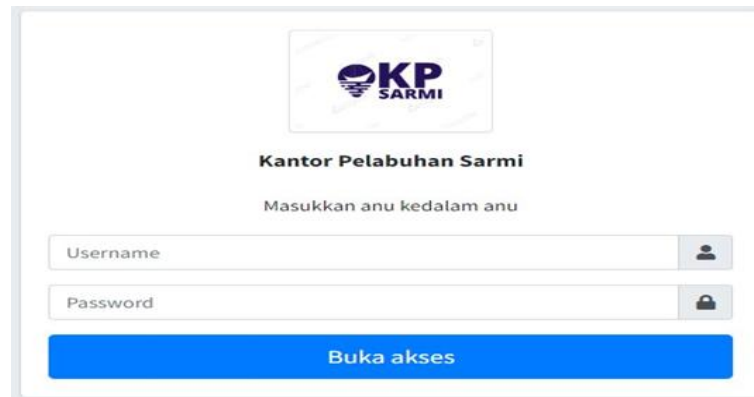 KP
SARMI
Kantor Pelabuhan Sarmi
Masukkan anu kedalam anu
Username
Password
Buka akses